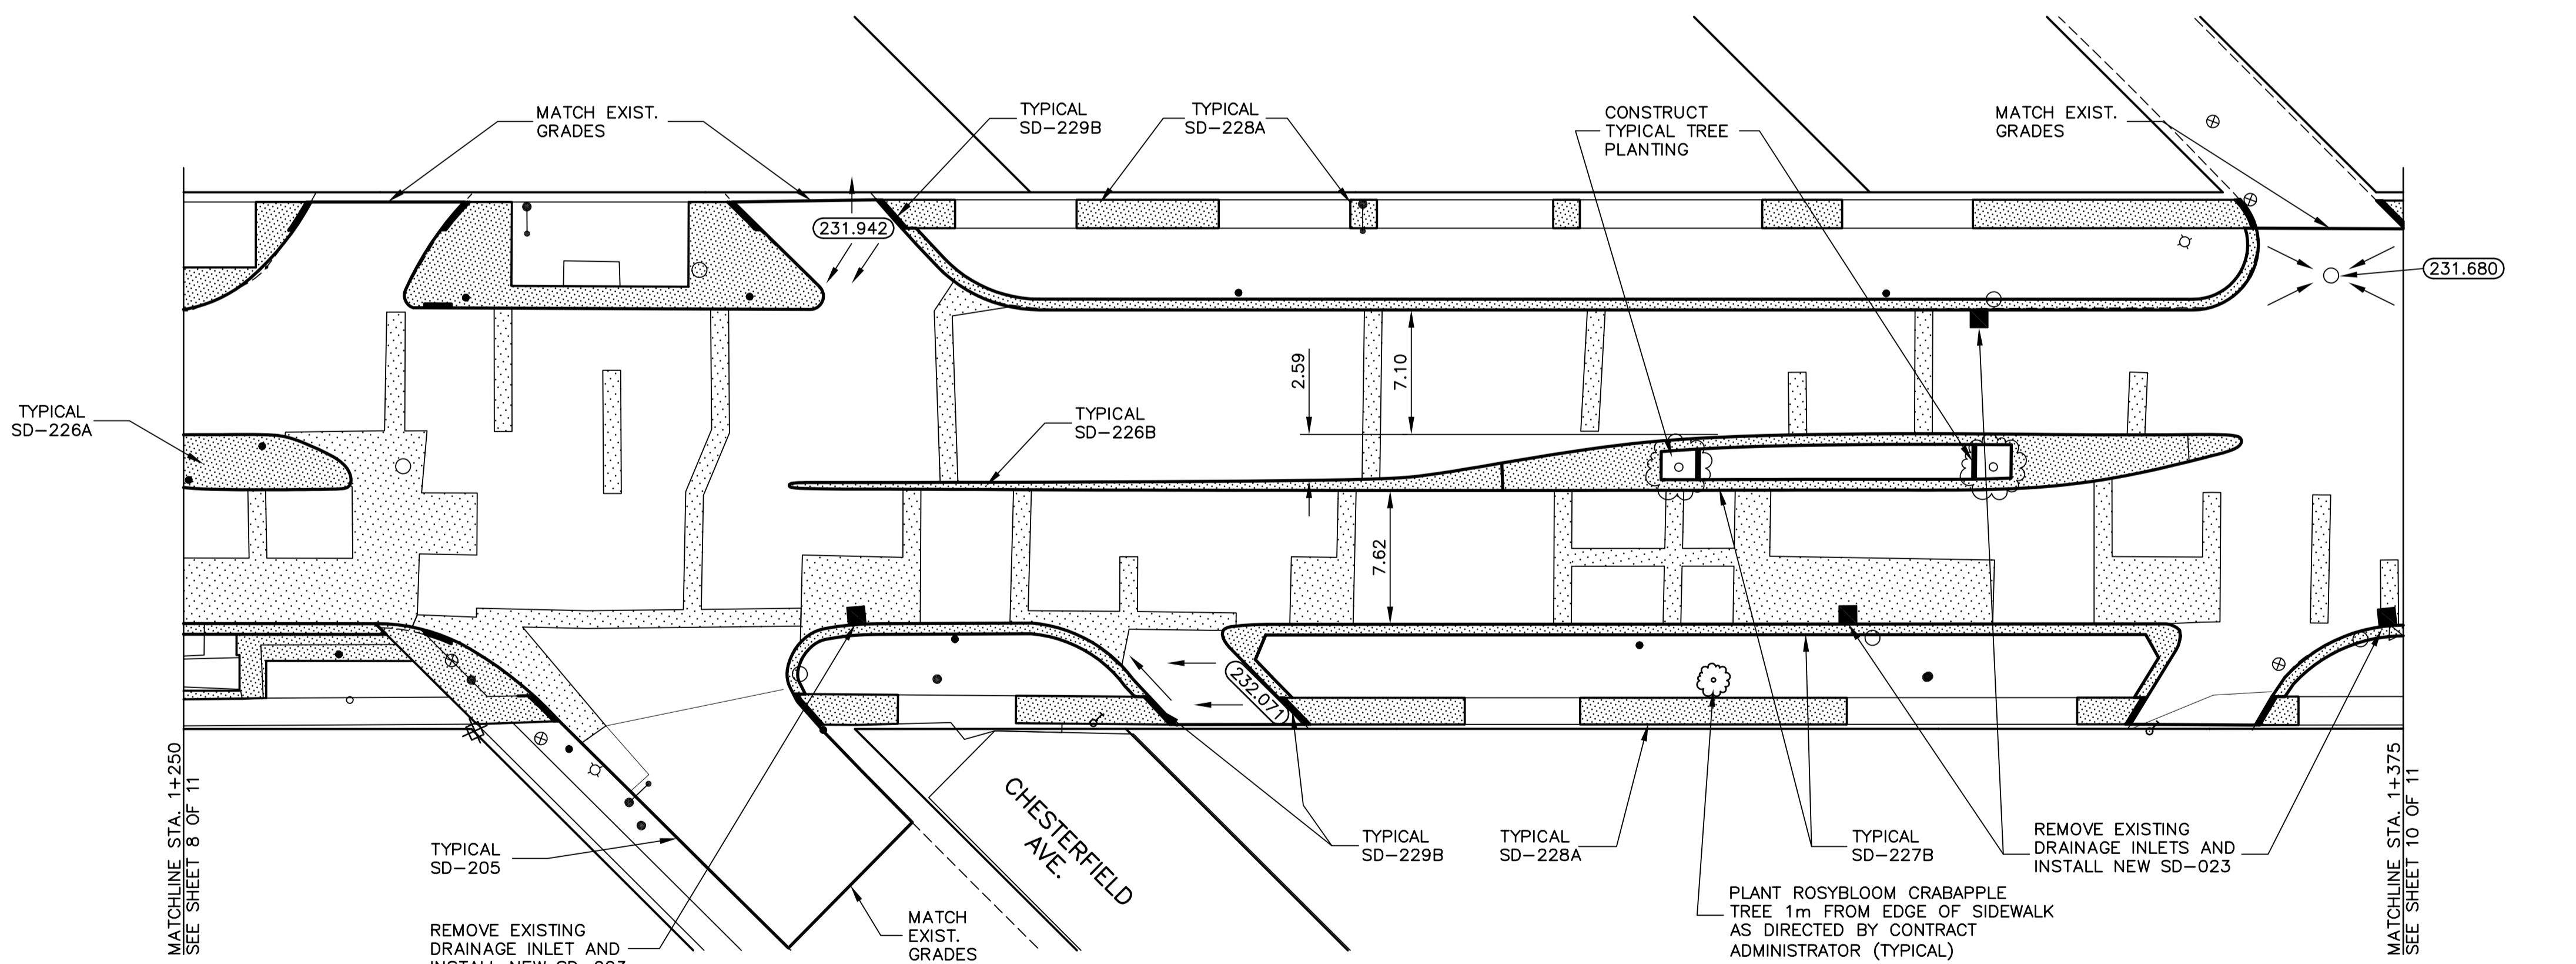 MATCH EXIST.
GRADES
TYPICAL
SD-229B
TYPICAL
SD-228A
CONSTRUCT
TYPICAL TREE
PLANTING
MATCH EXIST.
GRADES
231.942
231.680
2.59
7.10
TYPICAL
SD-226A
TYPICAL
SD-226B
7.62
232.071
MATCHLINE STA. 1+250
SEE SHEET 8 OF 11
CHESTERFIELD
AVE.
TYPICAL
SD-205
TYPICAL
SD-229B
TYPICAL
SD-228A
TYPICAL
SD-227B
REMOVE EXISTING
DRAINAGE INLETS AND
INSTALL NEW SD-023
MATCHLINE STA. 1+375
SEE SHEET 10 OF 11
PLANT ROSYBLOOM CRABAPPLE
TREE 1m FROM EDGE OF SIDEWALK
AS DIRECTED BY CONTRACT
ADMINISTRATOR (TYPICAL)
MATCH
EXIST.
GRADES
REMOVE EXISTING
DRAINAGE INLET AND